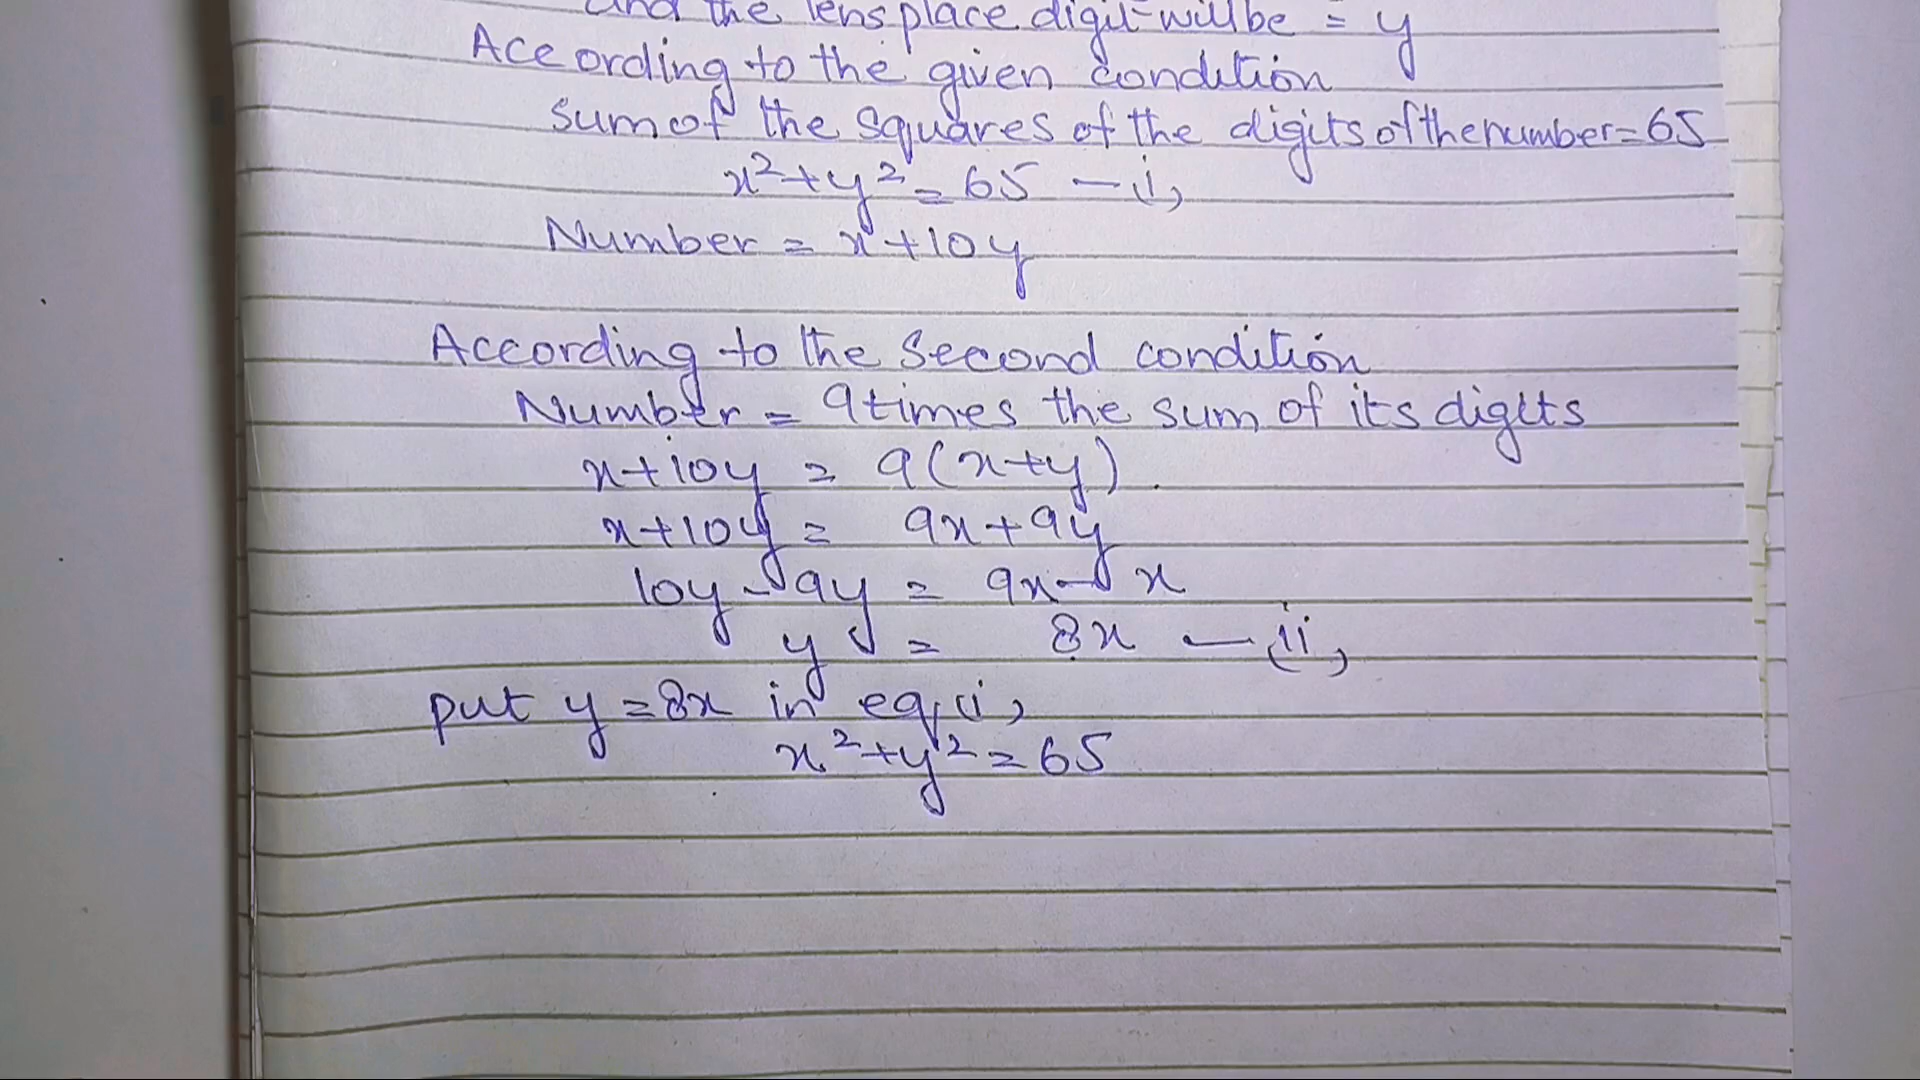 and the tens place digit will be = y
According to the given condition
Sum of the squares of the digits of the number = 65
x²+y² = 65 — (i)
Number = x+10y
According to the Second condition
Number = 9times the sum of its digits
x+10y = 9(x+y)
x+10y = 9x+9y
10y-9y = 9x-x
y = 8x — (ii)
put y=8x in eq (i)
x²+y²=65